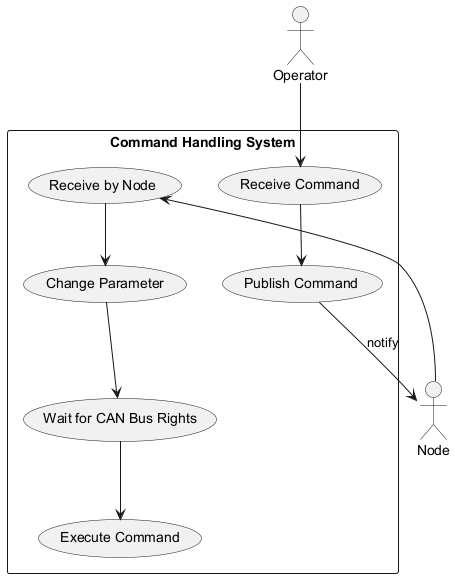 Operator
Command Handling System
Receive by Node
Receive Command
Change Parameter
Publish Command
notify
Wait for CAN Bus Rights
Node
Execute Command